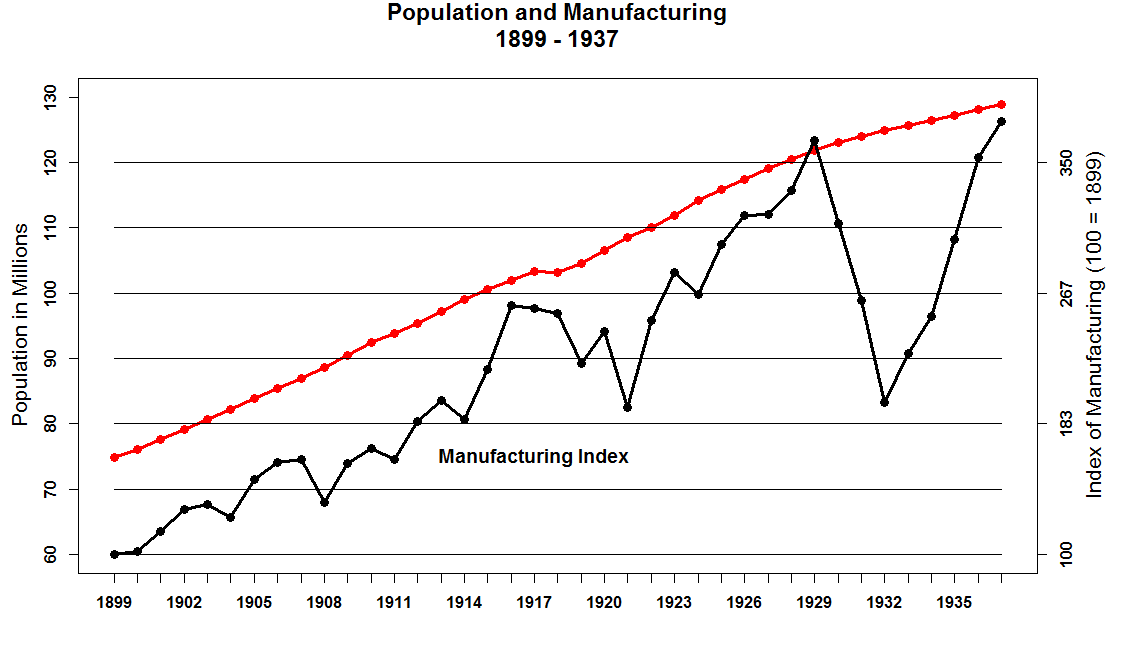 Population and Manufacturing
1899 - 1937
Population in Millions
130
120
110
100
90
80
70
60
350
267
183
100
Index of Manufacturing (100 = 1899)
Manufacturing Index
1899 1902 1905 1908 1911 1914 1917 1920 1923 1926 1929 1932 1935